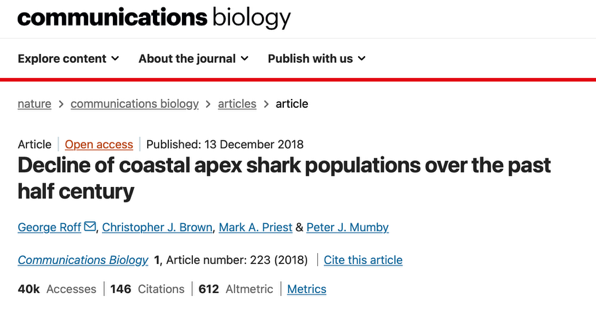 communications biology
Explore content About the journal Publish with us
nature > communications biology > articles > article
Article | Open access | Published: 13 December 2018
Decline of coastal apex shark populations over the past
half century
George Roff, Christopher J. Brown, Mark A. Priest & Peter J. Mumby
Communications Biology 1, Article number: 223 (2018) | Cite this article
40k Accesses | 146 Citations | 612 Altmetric | Metrics